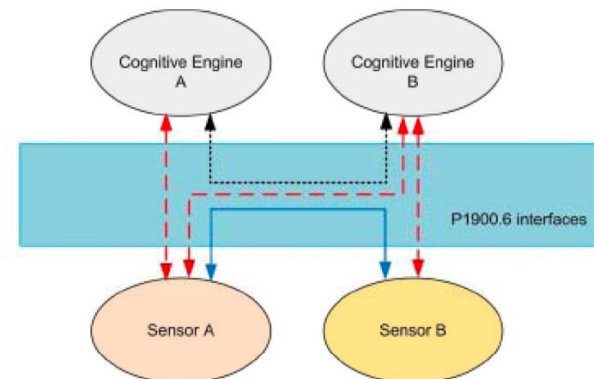 Cognitive Engine
A
Cognitive Engine
B
P1900.6 interfaces
Sensor A
Sensor B